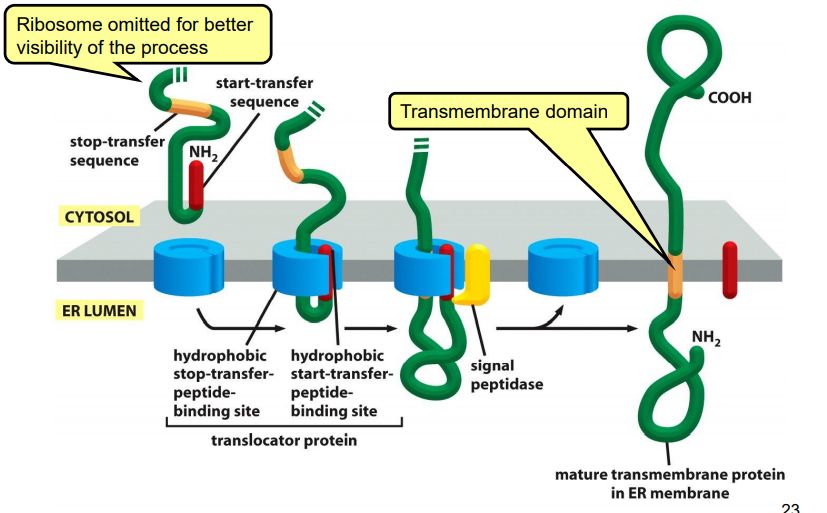 Ribosome omitted for better
visibility of the process
start-transfer
sequence
Transmembrane domain
COOH
stop-transfer
sequence
NH2
CYTOSOL
ER LUMEN
NH2
hydrophobic
stop-transfer-
peptide-
binding site
hydrophobic
start-transfer-
peptide-
binding site
signal
peptidase
translocator protein
mature transmembrane protein
in ER membrane
23